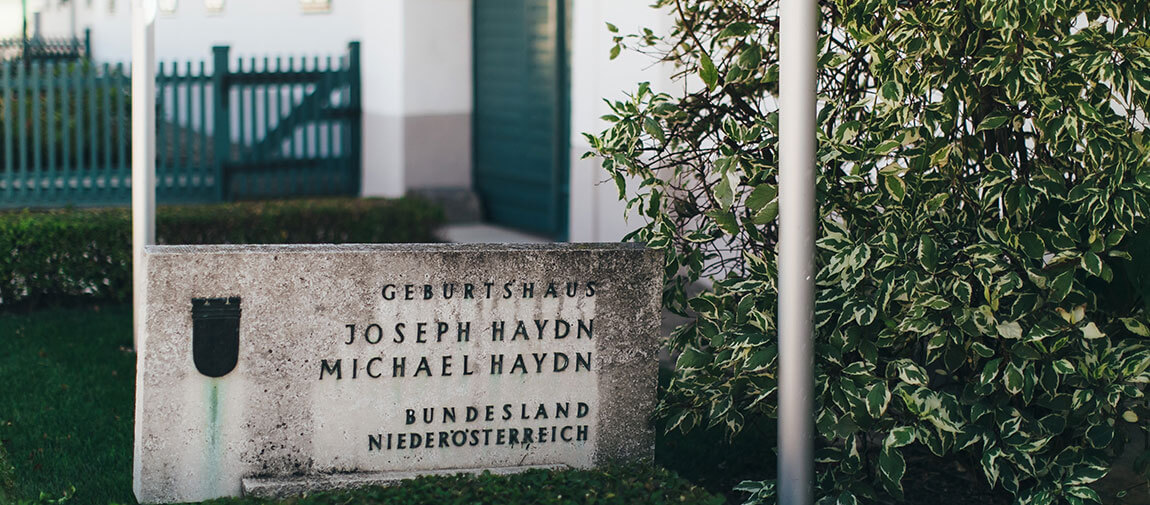 GEBURTSHAUS
JOSEPH HAYDN
MICHAEL HAYDN
BUNDESLAND
NIEDERÖSTERREICH